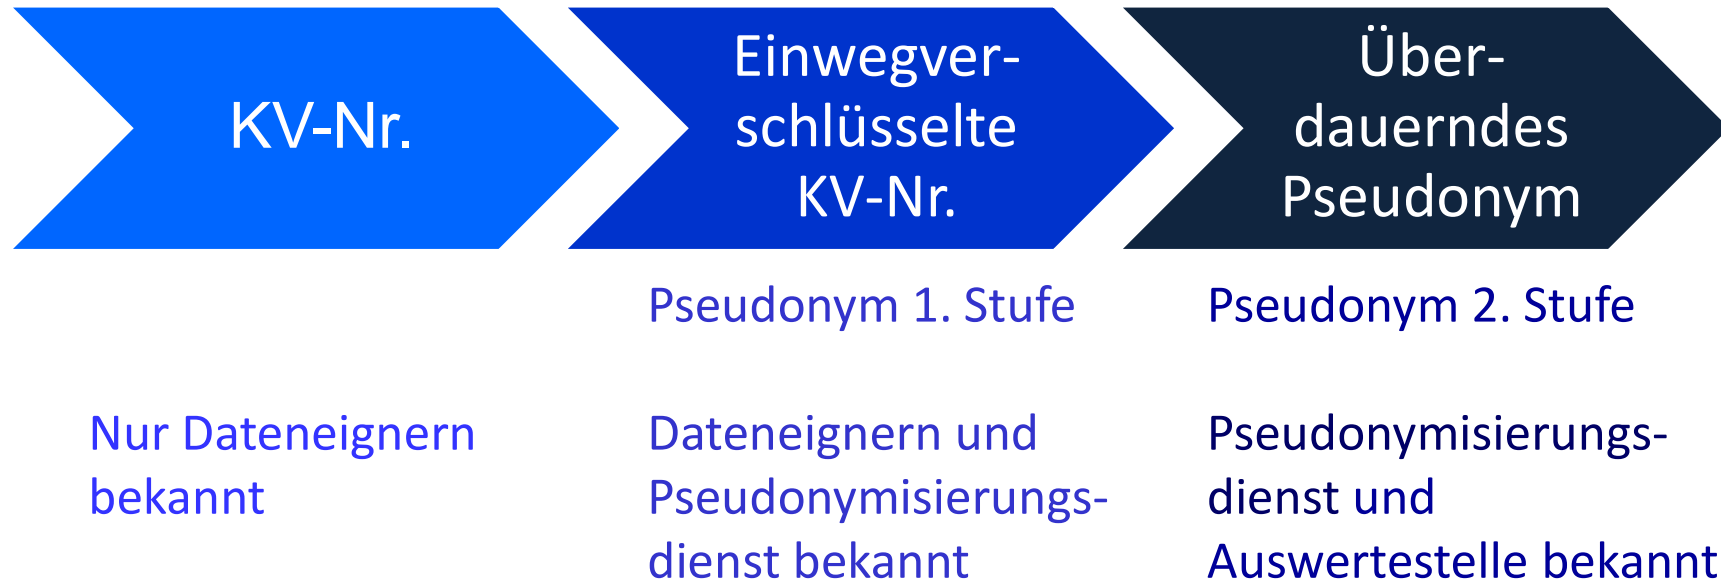 KV-Nr.
Einwegver-
schlüsselte
KV-Nr.
Über-
dauerndes
Pseudonym
Pseudonym 1. Stufe
Pseudonym 2. Stufe
Nur Dateneignern
bekannt
Dateneignern und
Pseudonymisierungs-
dienst bekannt
Pseudonymisierungs-
dienst und
Auswertestelle bekannt